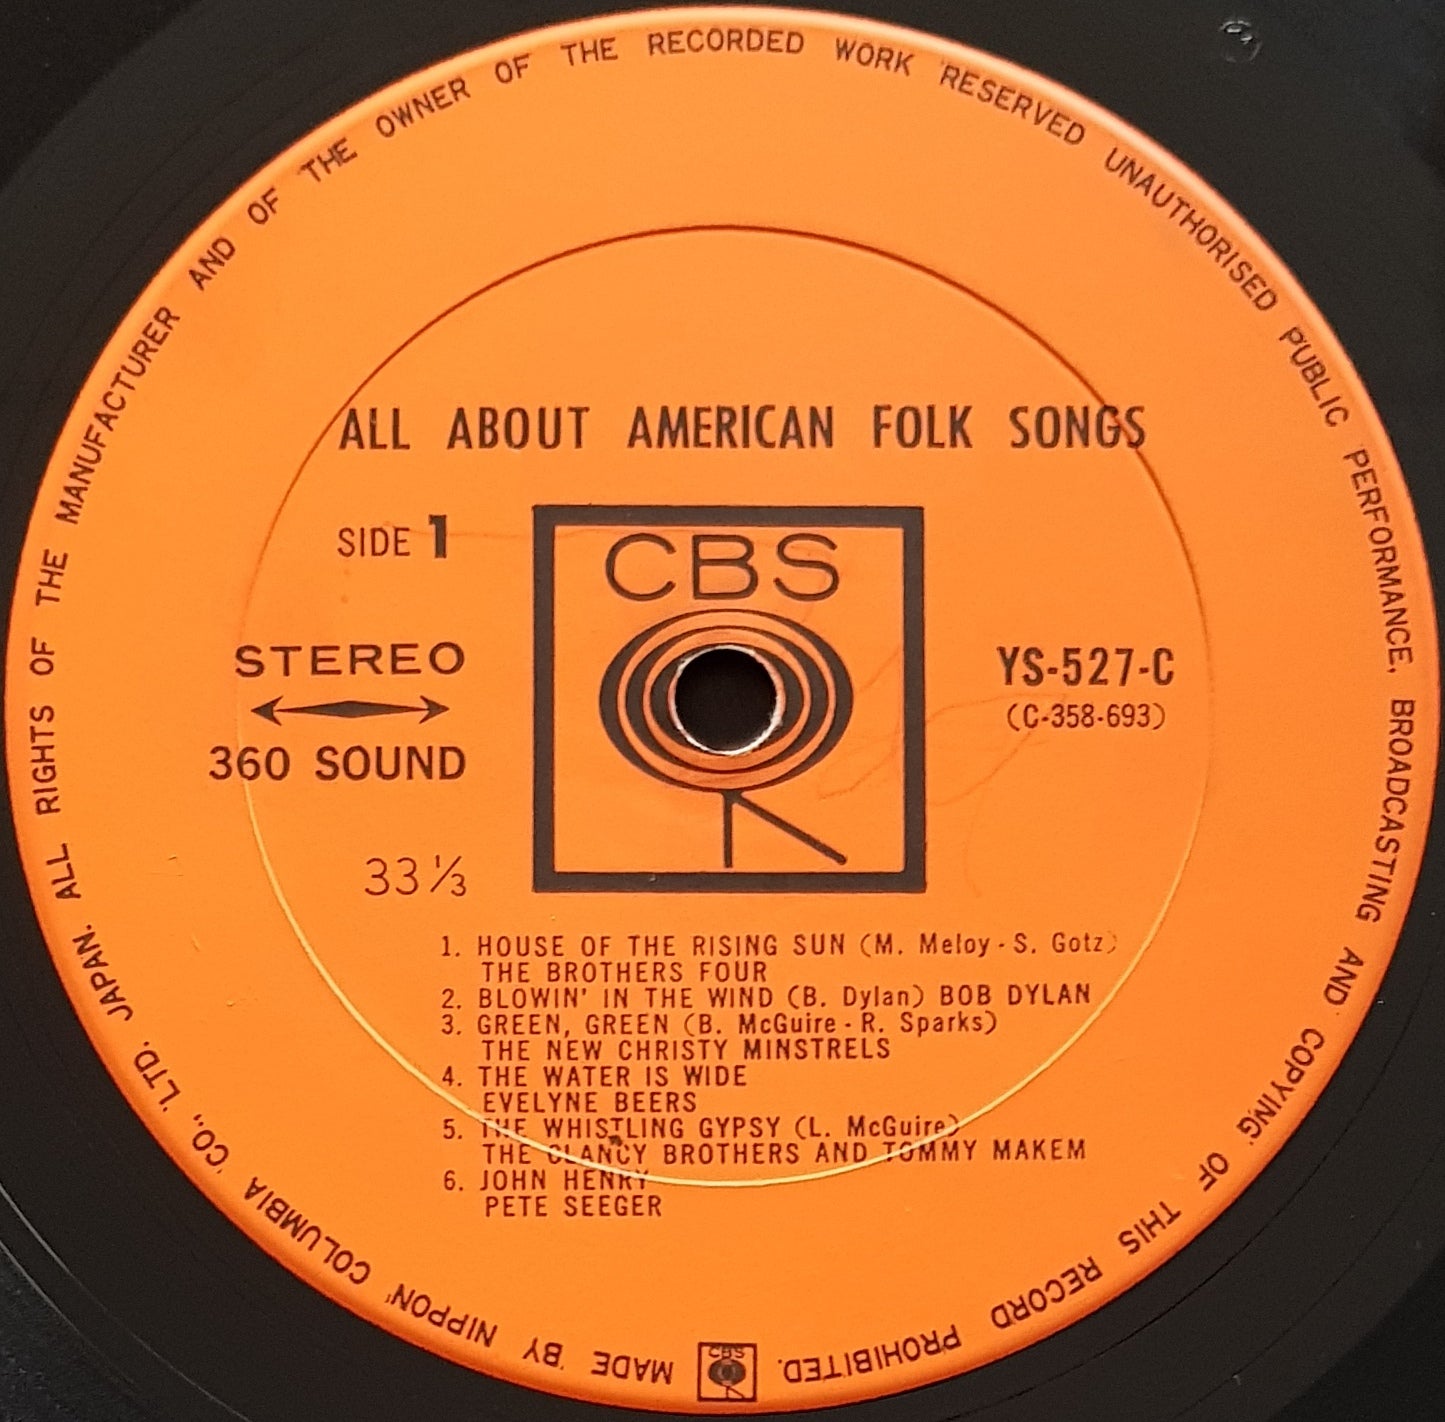 MADE BY NIPPON COLUMBIA CO., LTD. JAPAN. ALL RIGHTS OF THE MANUFACTURER AND OF THE OWNER OF THE RECORDED WORK RESERVED UNAUTHORISED PUBLIC PERFORMANCE, BROADCASTING AND COPYING OF THIS RECORD PROHIBITED.
ALL ABOUT AMERICAN FOLK SONGS
SIDE 1
CBS
STEREO
360 SOUND
YS-527-C
(C-358-693)
33 1/3
1. HOUSE OF THE RISING SUN (M. Meloy - S. Gotz)
THE BROTHERS FOUR
2. BLOWIN' IN THE WIND (B. Dylan) BOB DYLAN
3. GREEN, GREEN (B. McGuire - R. Sparks)
THE NEW CHRISTY MINSTRELS
4. THE WATER IS WIDE
EVELYNE BEERS
5. THE WHISTLING GYPSY (L. McGuire)
THE CLANCY BROTHERS AND TOMMY MAKEM
6. JOHN HENRY
PETE SEEGER
CBS